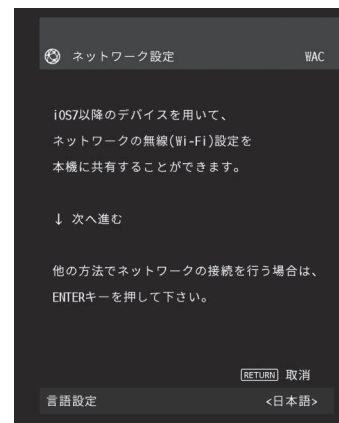 ネットワーク設定 WAC
iOS7以降のデバイスを用いて、
ネットワークの無線(Wi-Fi)設定を
本機に共有することができます。
↓ 次へ進む
他の方法でネットワークの接続を行う場合は、
ENTERキーを押して下さい。
RETURN 取消
言語設定 <日本語>